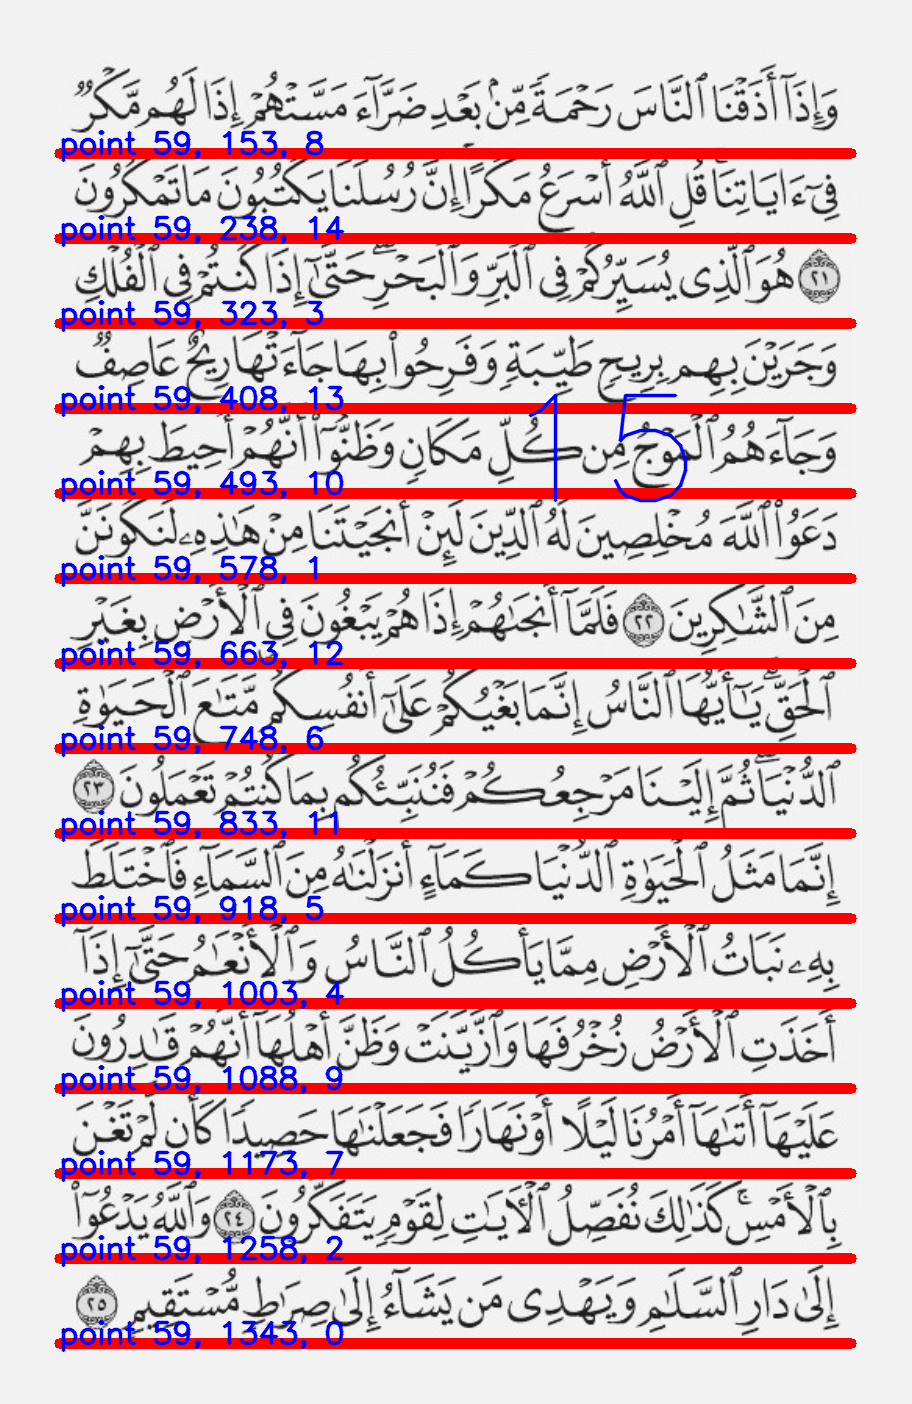 وَإِذَآ أَذَقْنَا ٱلنَّاسَ رَحْمَةً مِّنۢ بَعْدِ ضَرَّآءَ مَسَّتْهُمْ إِذَا لَهُم مَّكْرٌ
point 59, 153, 8
فِىٓ ءَايَاتِنَا ۚ قُلِ ٱللَّهُ أَسْرَعُ مَكْرًا ۚ إِنَّ رُسُلَنَا يَكْتُبُونَ مَا تَمْكُرُونَ
point 59, 238, 14
٢١ هُوَ ٱلَّذِى يُسَيِّرُكُمْ فِى ٱلْبَرِّ وَٱلْبَحْرِ ۖ حَتَّىٰٓ إِذَا كُنتُمْ فِى ٱلْفُلْكِ
point 59, 323, 3
وَجَرَيْنَ بِهِم بِرِيحٍ طَيِّبَةٍ وَفَرِحُوا۟ بِهَا جَآءَتْهَا رِيحٌ عَاصِفٌ
point 59, 408, 13
15
وَجَآءَهُمُ ٱلْمَوْجُ مِن كُلِّ مَكَانٍ وَظَنُّوٓا۟ أَنَّهُمْ أُحِيطَ بِهِمْ
point 59, 493, 10
دَعَوُا۟ ٱللَّهَ مُخْلِصِينَ لَهُ ٱلدِّينَ لَئِنْ أَنجَيْتَنَا مِنْ هَٰذِهِۦ لَنَكُونَنَّ
point 59, 578, 1
مِنَ ٱلشَّٰكِرِينَ ٢٢ فَلَمَّآ أَنجَىٰهُمْ إِذَا هُمْ يَبْغُونَ فِى ٱلْأَرْضِ بِغَيْرِ
point 59, 663, 12
ٱلْحَقِّ ۗ يَٰٓأَيُّهَا ٱلنَّاسُ إِنَّمَا بَغْيُكُمْ عَلَىٰٓ أَنفُسِكُم مَّتَٰعَ ٱلْحَيَوٰةِ
point 59, 748, 6
ٱلدُّنْيَا ۖ ثُمَّ إِلَيْنَا مَرْجِعُكُمْ فَنُنَبِّئُكُم بِمَا كُنتُمْ تَعْمَلُونَ ٢٣
point 59, 833, 11
إِنَّمَا مَثَلُ ٱلْحَيَوٰةِ ٱلدُّنْيَا كَمَآءٍ أَنزَلْنَٰهُ مِنَ ٱلسَّمَآءِ فَٱخْتَلَطَ
point 59, 918, 5
بِهِۦ نَبَاتُ ٱلْأَرْضِ مِمَّا يَأْكُلُ ٱلنَّاسُ وَٱلْأَنْعَٰمُ حَتَّىٰٓ إِذَآ
point 59, 1003, 4
أَخَذَتِ ٱلْأَرْضُ زُخْرُفَهَا وَٱزَّيَّنَتْ وَظَنَّ أَهْلُهَآ أَنَّهُمْ قَٰدِرُونَ
point 59, 1088, 9
عَلَيْهَآ أَتَىٰهَآ أَمْرُنَا لَيْلًا أَوْ نَهَارًا فَجَعَلْنَٰهَا حَصِيدًا كَأَن لَّمْ تَغْنَ
point 59, 1173, 7
بِٱلْأَمْسِ ۚ كَذَٰلِكَ نُفَصِّلُ ٱلْـَٔايَٰتِ لِقَوْمٍ يَتَفَكَّرُونَ ٢٤ وَٱللَّهُ يَدْعُوٓا۟
point 59, 1258, 2
إِلَىٰ دَارِ ٱلسَّلَٰمِ وَيَهْدِى مَن يَشَآءُ إِلَىٰ صِرَٰطٍ مُّسْتَقِيمٍ ٢٥
point 59, 1343, 0